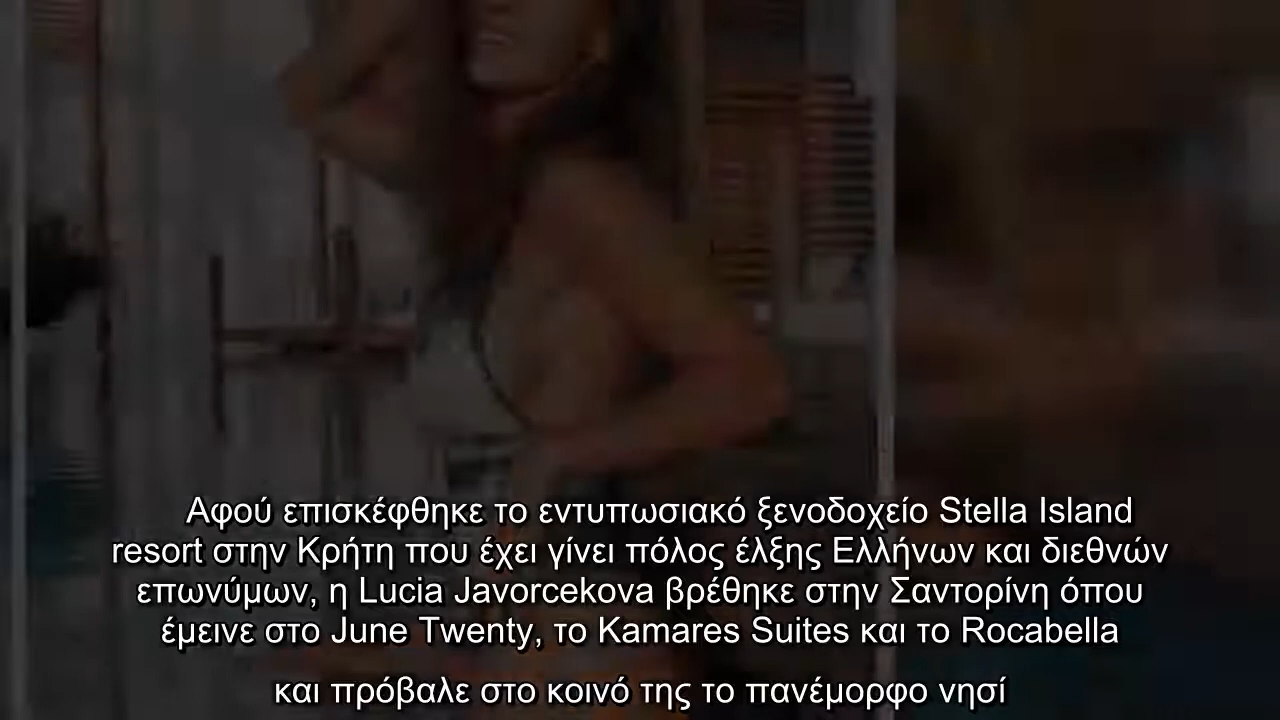 Αφού επισκέφθηκε το εντυπωσιακό ξενοδοχείο Stella Island
resort στην Κρήτη που έχει γίνει πόλος έλξης Ελλήνων και διεθνών
επωνύμων, η Lucia Javorcekova βρέθηκε στην Σαντορίνη όπου
έμεινε στο June Twenty, το Kamares Suites και το Rocabella
και πρόβαλε στο κοινό της το πανέμορφο νησί